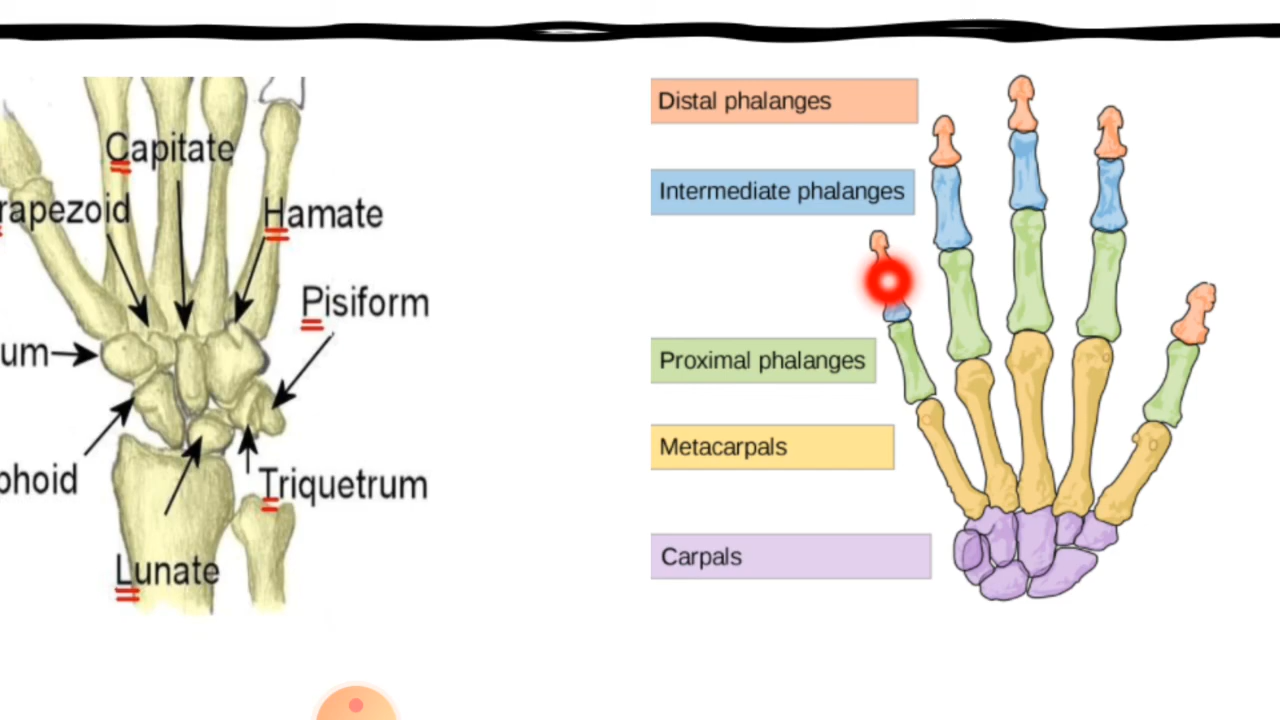 Capitate
rapezoid
Hamate
Pisiform
um
phoid
Triquetrum
Lunate
Distal phalanges
Intermediate phalanges
Proximal phalanges
Metacarpals
Carpals